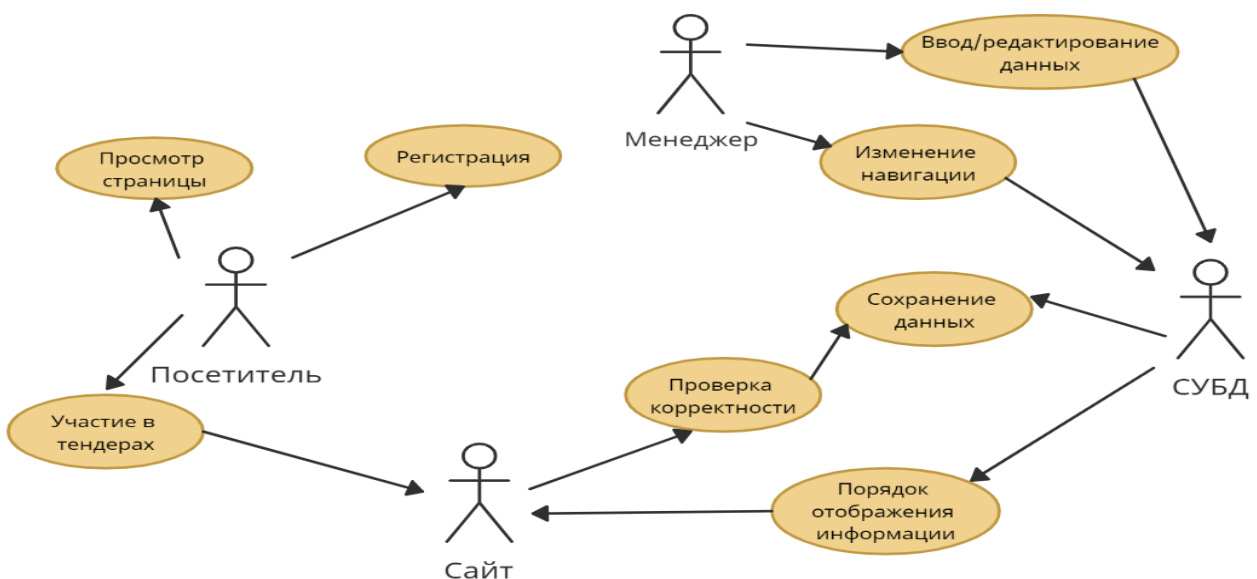 Ввод/редактирование
данных
Менеджер
Изменение
навигации
Просмотр
страницы
Регистрация
Посетитель
Сохранение
данных
СУБД
Проверка
корректности
Участие в
тендерах
Порядок
отображения
информации
Сайт